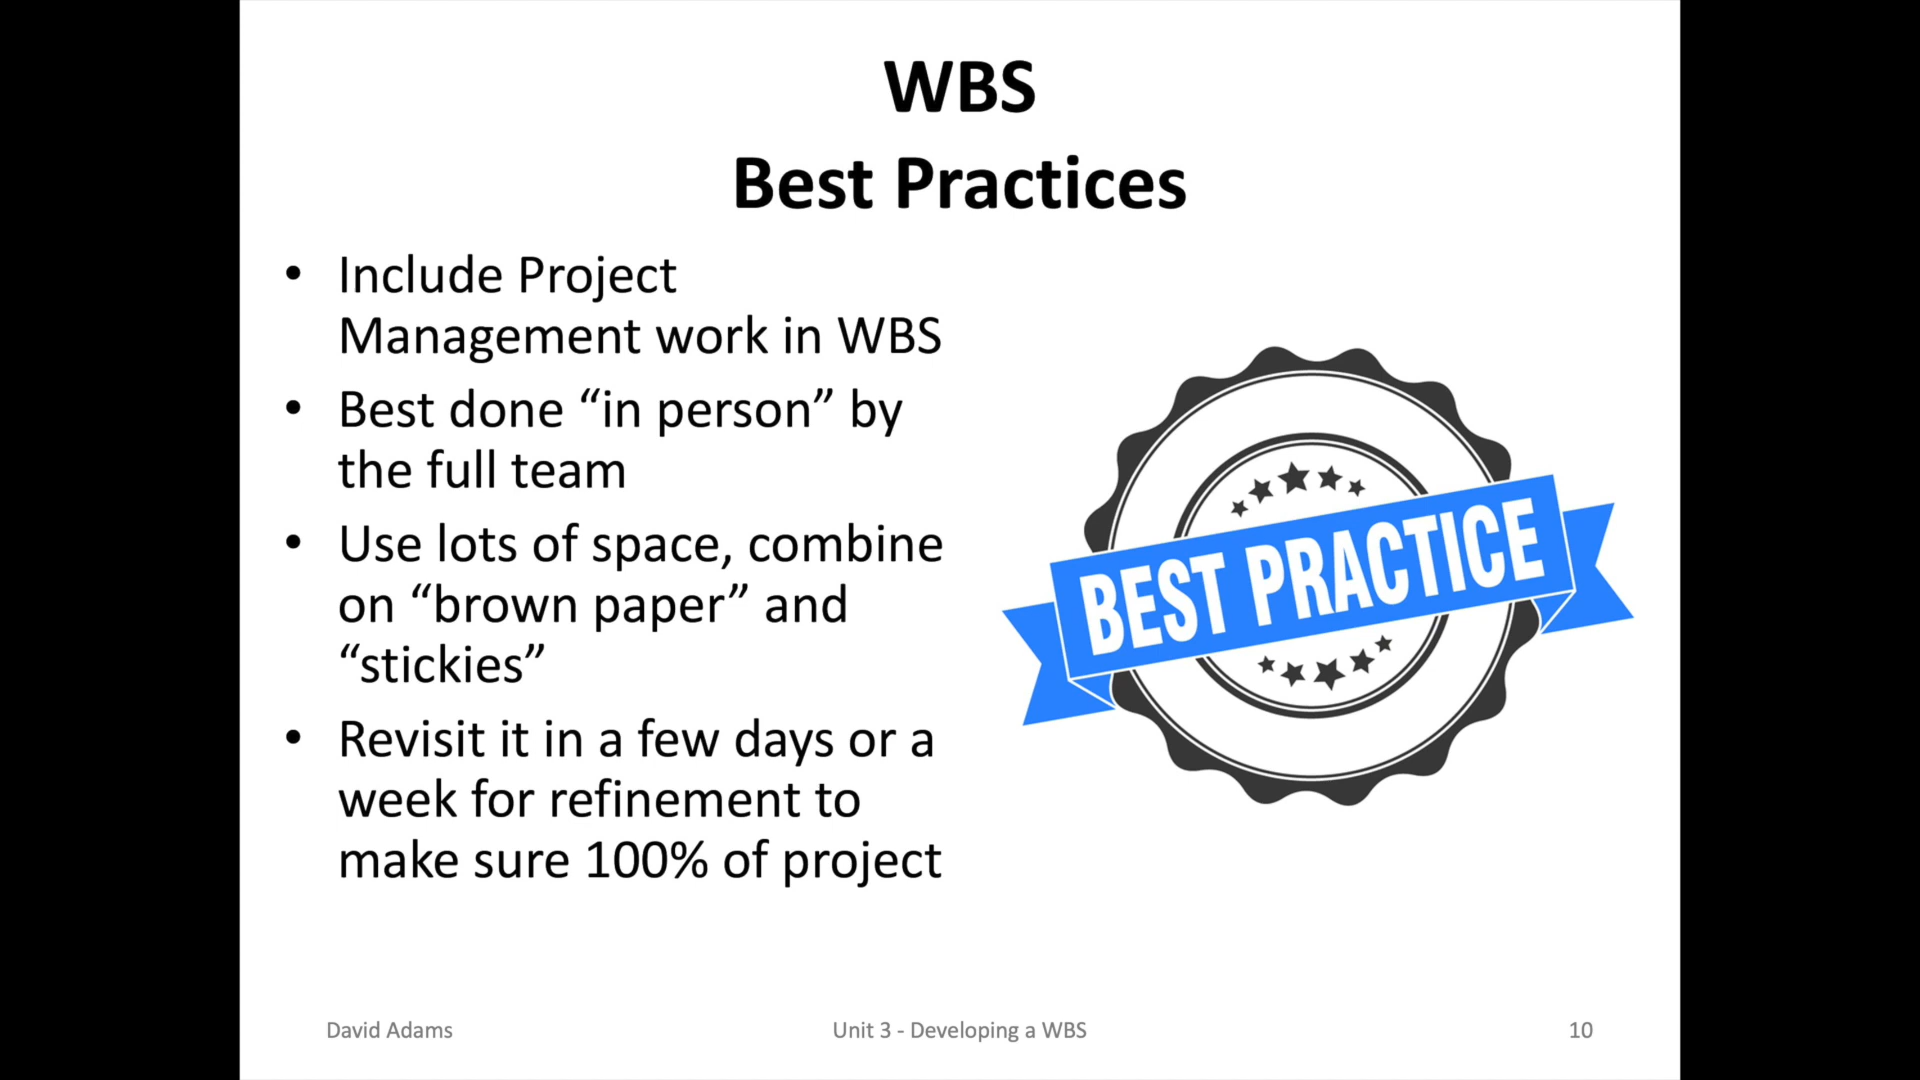 WBS
Best Practices
• Include Project
Management work in WBS
• Best done “in person” by
the full team
• Use lots of space, combine
on “brown paper” and
“stickies”
• Revisit it in a few days or a
week for refinement to
make sure 100% of project
BEST PRACTICE
David Adams
Unit 3 - Developing a WBS
10